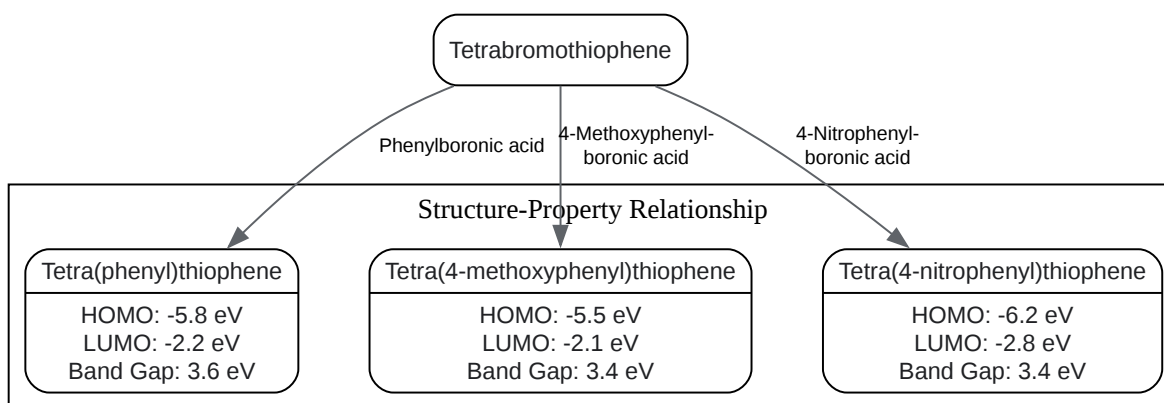 Tetrabromothiophene
Phenylboronic acid
4-Methoxyphenyl-
boronic acid
4-Nitrophenyl-
boronic acid
Structure-Property Relationship
Tetra(phenyl)thiophene
HOMO: -5.8 eV
LUMO: -2.2 eV
Band Gap: 3.6 eV
Tetra(4-methoxyphenyl)thiophene
HOMO: -5.5 eV
LUMO: -2.1 eV
Band Gap: 3.4 eV
Tetra(4-nitrophenyl)thiophene
HOMO: -6.2 eV
LUMO: -2.8 eV
Band Gap: 3.4 eV